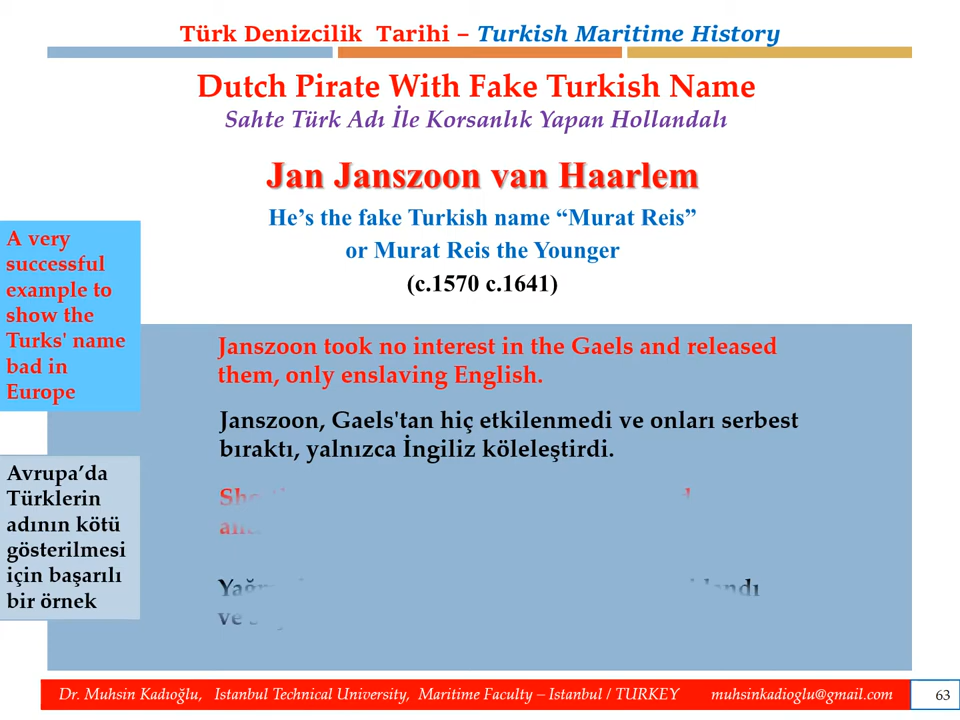 Türk Denizcilik Tarihi – Turkish Maritime History
Dutch Pirate With Fake Turkish Name
Sahte Türk Adı İle Korsanlık Yapan Hollandalı
Jan Janszoon van Haarlem
He’s the fake Turkish name “Murat Reis”
or Murat Reis the Younger
(c.1570 c.1641)
A very
successful
example to
show the
Turks' name
bad in
Europe
Janszoon took no interest in the Gaels and released
them, only enslaving English.
Janszoon, Gaels'tan hiç etkilenmedi ve onları serbest
bıraktı, yalnızca İngiliz köleleştirdi.
Avrupa’da
Türklerin
adının kötü
gösterilmesi
için başarılı
bir örnek
ve
Dr. Muhsin Kadıoğlu, Istanbul Technical University, Maritime Faculty – Istanbul / TURKEY muhsinkadioglu@gmail.com 63